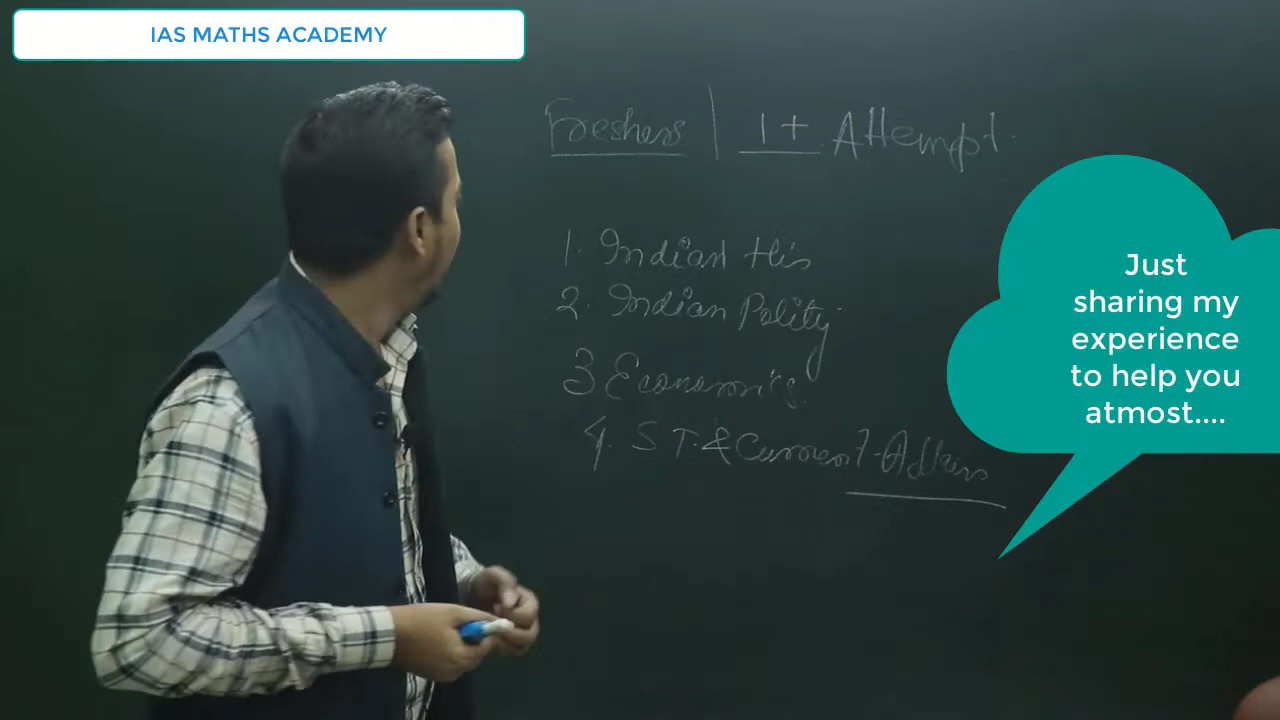 IAS MATHS ACADEMY
Freshers | 1+ Attempt.
1. Indian His
2. Indian Polity
3 Economics.
4. S T. & Current Affairs
Just
sharing my
experience
to help you
atmost....